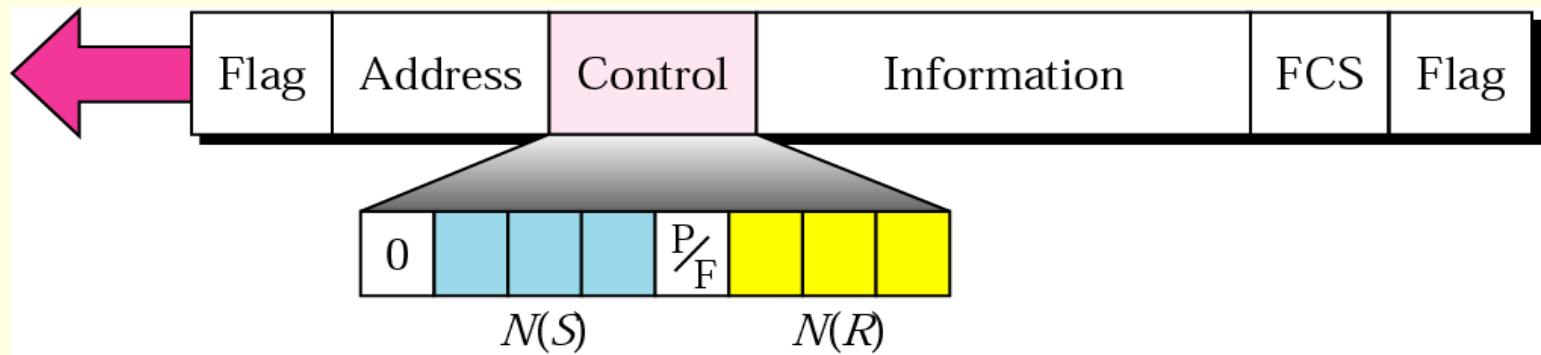 Flag Address Control Information FCS Flag
0 P/F
N(S) N(R)